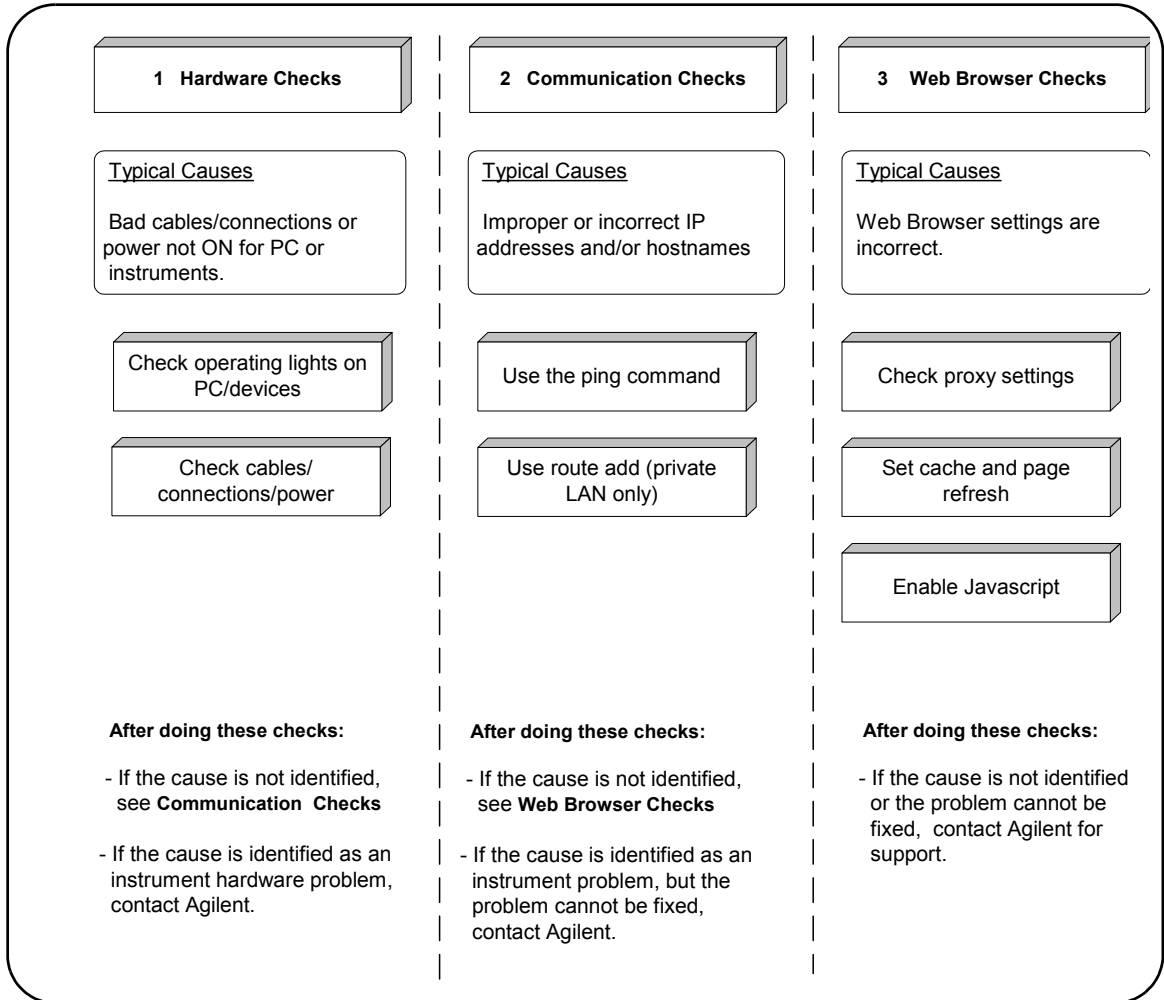 1 Hardware Checks
Typical Causes
Bad cables/connections or
power not ON for PC or
instruments.
Check operating lights on
PC/devices
Check cables/
connections/power
After doing these checks:
- If the cause is not identified,
see Communication Checks
- If the cause is identified as an
instrument hardware problem,
contact Agilent.
2 Communication Checks
Typical Causes
Improper or incorrect IP
addresses and/or hostnames
Use the ping command
Use route add (private
LAN only)
After doing these checks:
- If the cause is not identified,
see Web Browser Checks
- If the cause is identified as an
instrument problem, but the
problem cannot be fixed,
contact Agilent.
3 Web Browser Checks
Typical Causes
Web Browser settings are
incorrect.
Check proxy settings
Set cache and page
refresh
Enable Javascript
After doing these checks:
- If the cause is not identified
or the problem cannot be
fixed, contact Agilent for
support.